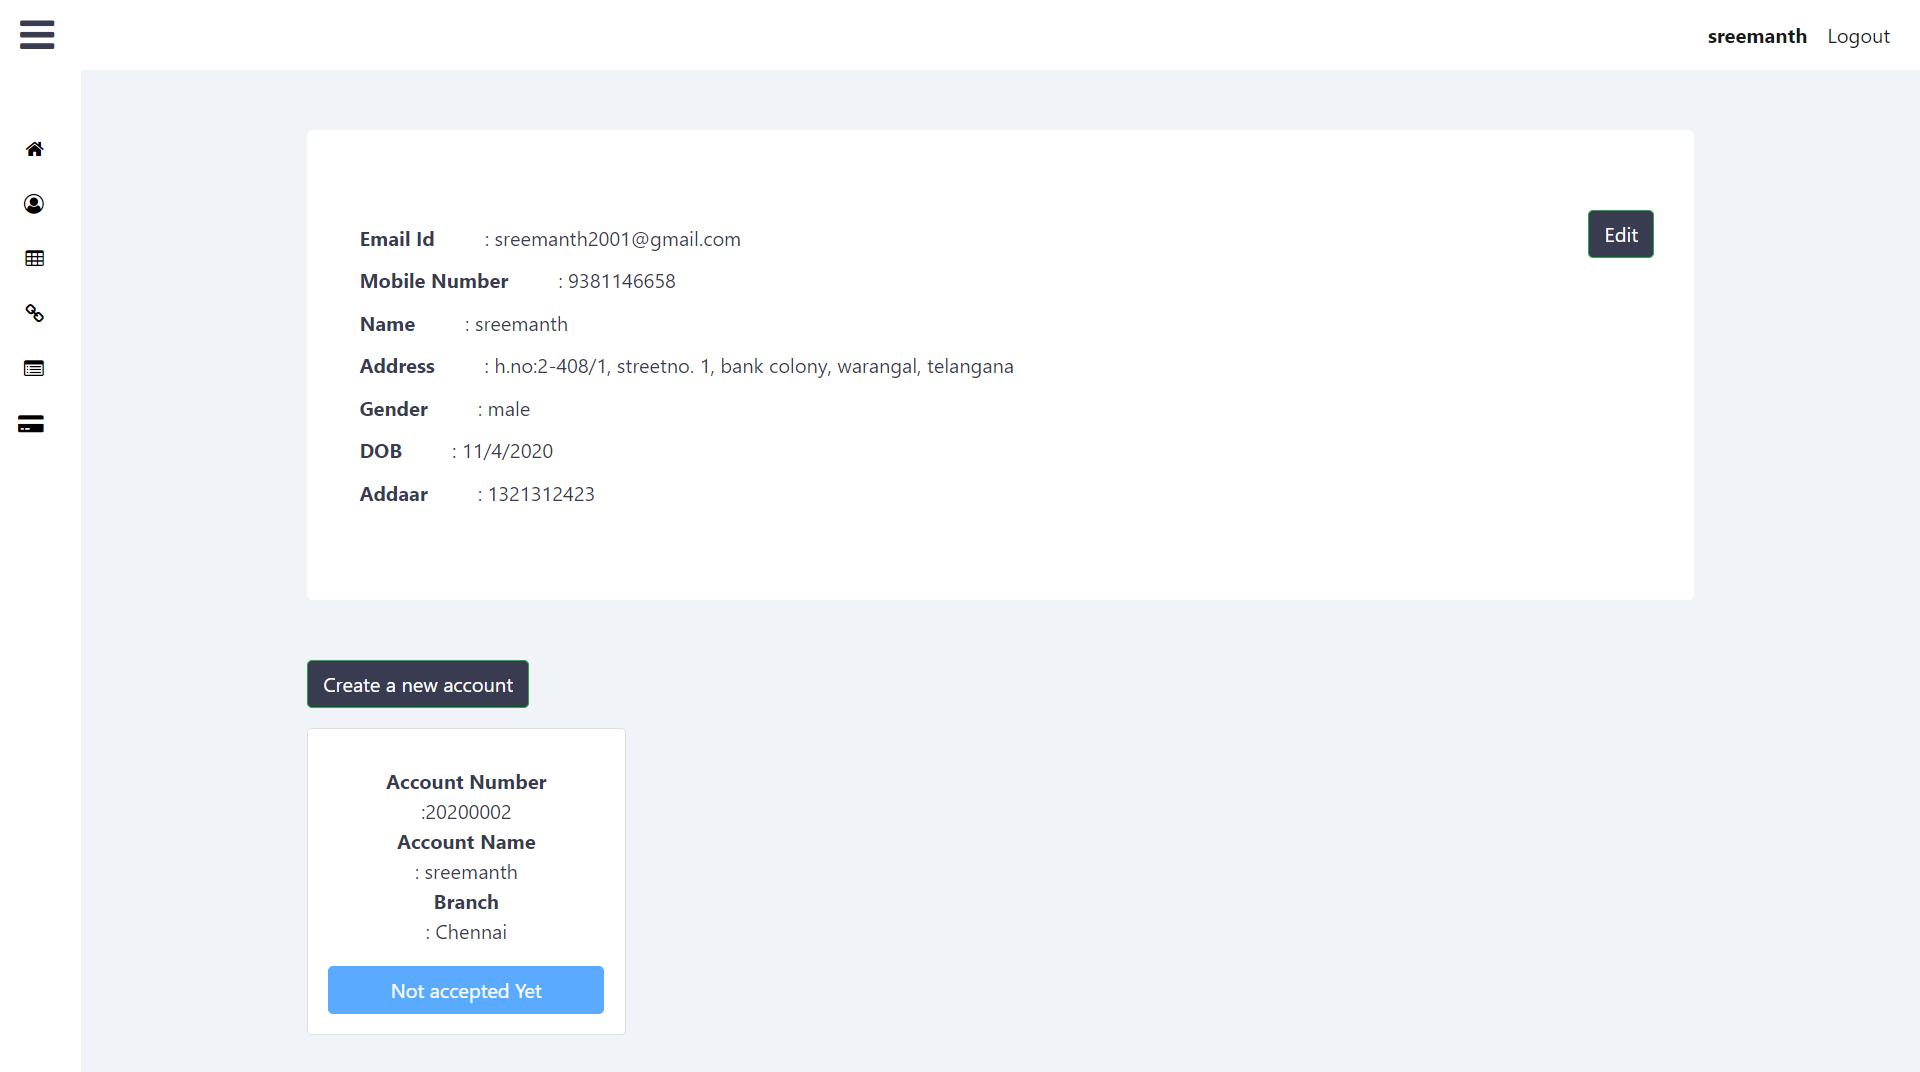 sreemanth Logout
Email Id : sreemanth2001@gmail.com
Edit
Mobile Number : 9381146658
Name : sreemanth
Address : h.no:2-408/1, streetno. 1, bank colony, warangal, telangana
Gender : male
DOB : 11/4/2020
Addaar : 1321312423
Create a new account
Account Number
:20200002
Account Name
: sreemanth
Branch
: Chennai
Not accepted Yet